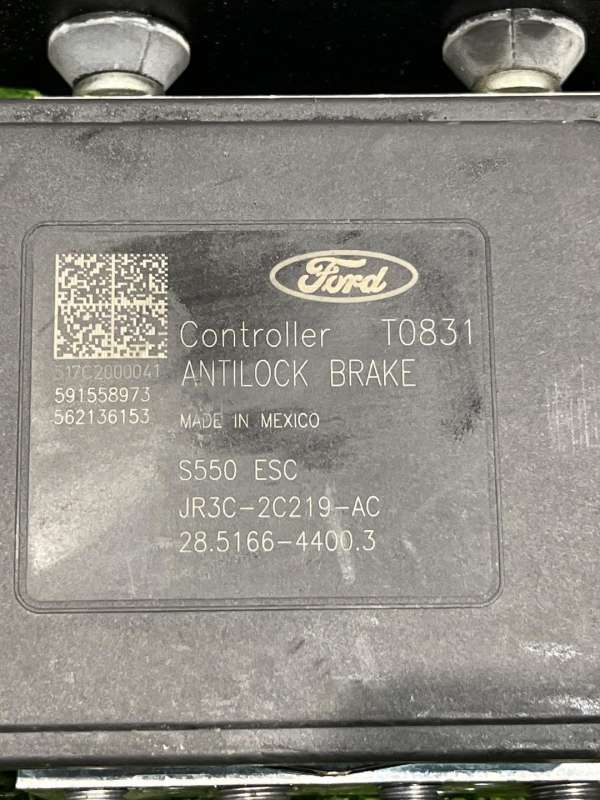 Ford
Controller T0831
ANTILOCK BRAKE
517C2000041
591558973
562136153
MADE IN MEXICO
S550 ESC
JR3C-2C219-AC
28.5166-4400.3